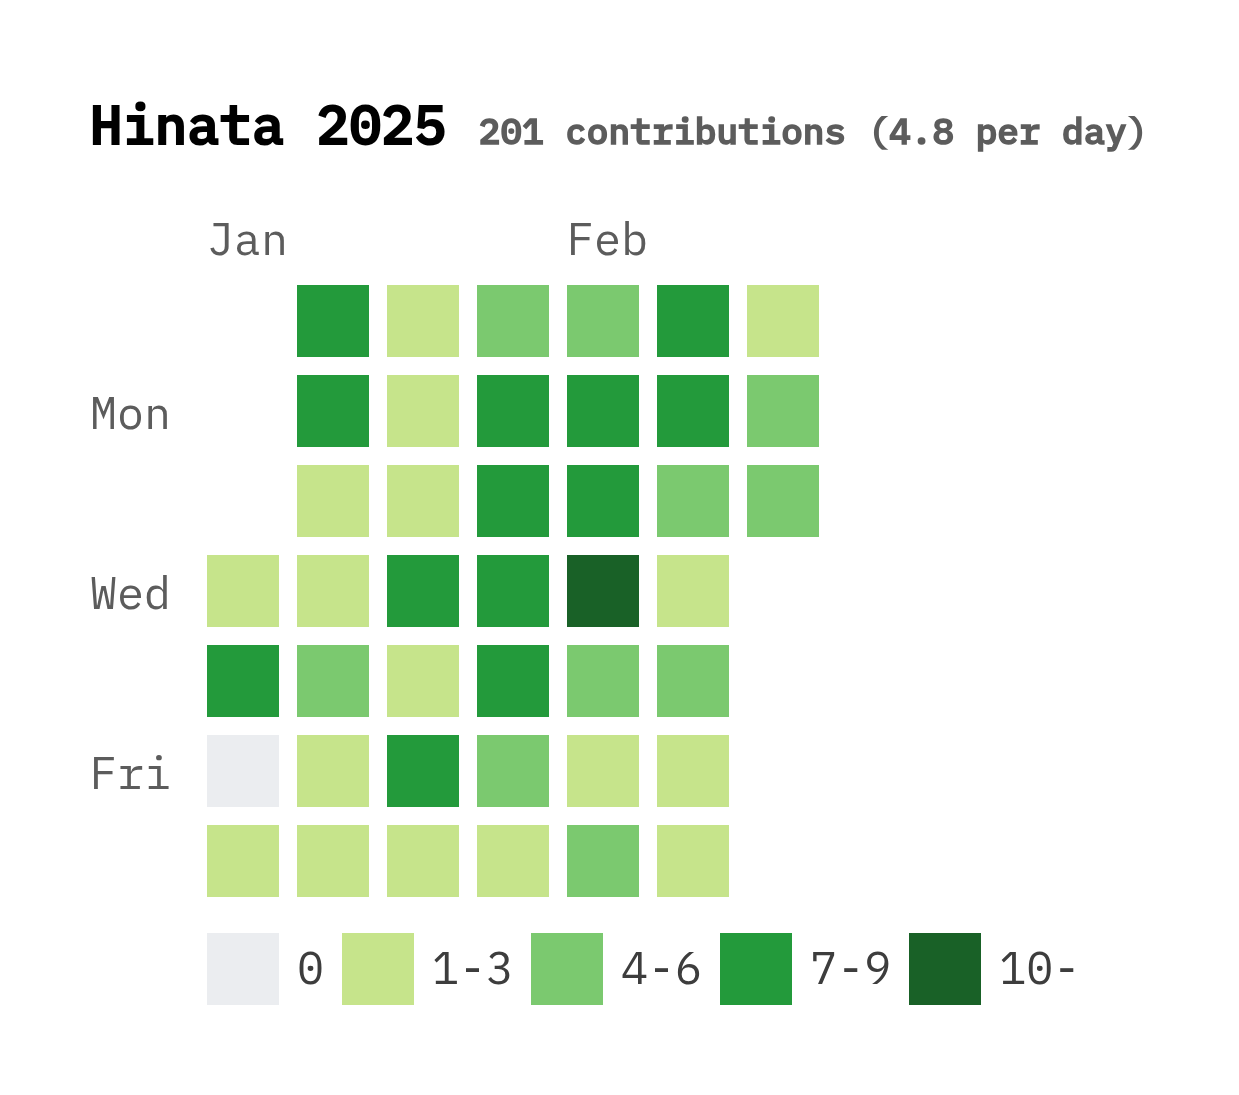 Hinata 2025 201 contributions (4.8 per day)
Jan Feb
Mon
Wed
Fri
0 1-3 4-6 7-9 10-